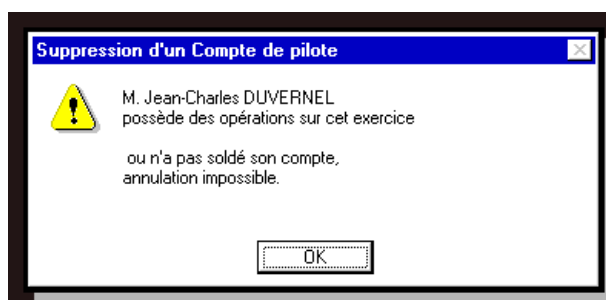 Suppression d'un Compte de pilote
M. Jean-Charles DUVERNEL
possède des opérations sur cet exercice
ou n'a pas soldé son compte,
annulation impossible.
OK